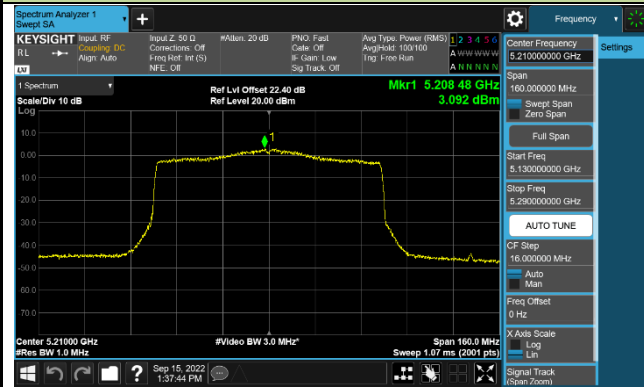 Spectrum Analyzer 1
Swept SA
Frequency
KEYSIGHT
Input: RF
Coupling: DC
Align: Auto
Input Z: 50 Ω
Corrections: Off
Freq Ref: Int (S)
NFE: Off
#Atten: 20 dB
PNO: Fast
Gate: Off
IF Gain: Low
Sig Track: Off
Avg Type: Power (RMS)
Avg|Hold: 100/100
Trig: Free Run
1 2 3 4 5 6
A W W W W W
A N N N N N
RL
LXI
1 Spectrum
Scale/Div 10 dB
Log
Ref Lvl Offset 22.40 dB
Ref Level 20.00 dBm
Mkr1 5.208 48 GHz
3.092 dBm
1
10.0
0.00
-10.0
-20.0
-30.0
-40.0
-50.0
-60.0
-70.0
Center 5.21000 GHz
#Res BW 1.0 MHz
#Video BW 3.0 MHz*
Span 160.0 MHz
Sweep 1.07 ms (2001 pts)
Sep 15, 2022
1:37:44 PM
Center Frequency
5.210000000 GHz
Settings
Span
160.000000 MHz
Swept Span
Zero Span
Full Span
Start Freq
5.130000000 GHz
Stop Freq
5.290000000 GHz
AUTO TUNE
CF Step
16.000000 MHz
Auto
Man
Freq Offset
0 Hz
X Axis Scale
Log
Lin
Signal Track
(Span Zoom)